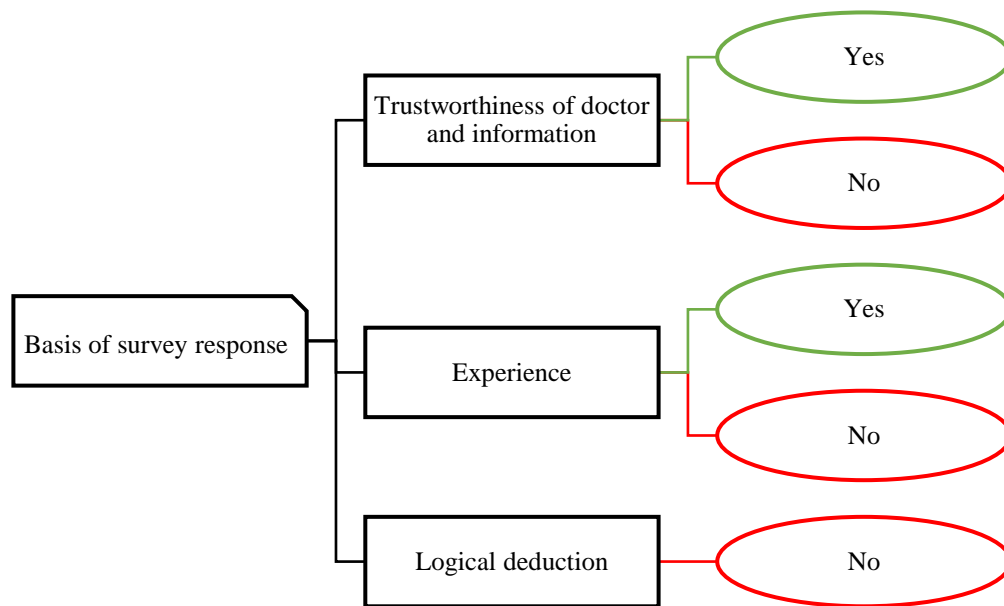 Basis of survey response
Trustworthiness of doctor
and information
Yes
No
Experience
Yes
No
Logical deduction
No